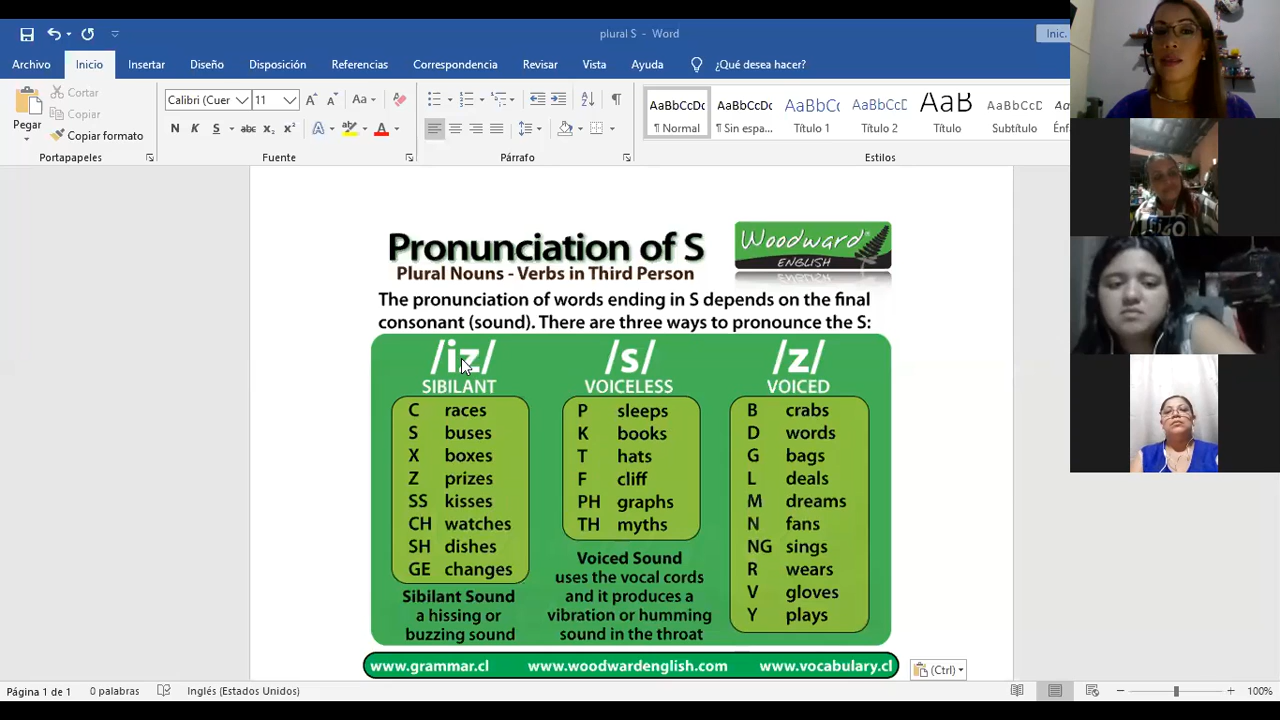 plural S - Word
Inic.
Archivo Inicio Insertar Diseño Disposición Referencias Correspondencia Revisar Vista Ayuda ¿Qué desea hacer?
Pegar
Cortar
Copiar
Copiar formato
Portapapeles
Calibri (Cuer 11
Aa
N K S abc x₂ x²
A
Fuente
Párrafo
AaBbCcDc
¶ Normal
AaBbCcDc
¶ Sin espa...
AaBbCc
Título 1
AaBbCcD
Título 2
AaB
Título
AaBbCcD
Subtítulo
Estilos
Pronunciation of S
Plural Nouns - Verbs in Third Person
Woodward®
ENGLISH
The pronunciation of words ending in S depends on the final
consonant (sound). There are three ways to pronounce the S:
/iz/
SIBILANT
C races
S buses
X boxes
Z prizes
SS kisses
CH watches
SH dishes
GE changes
Sibilant Sound
a hissing or
buzzing sound
/s/
VOICELESS
P sleeps
K books
T hats
F cliff
PH graphs
TH myths
Voiced Sound
uses the vocal cords
and it produces a
vibration or humming
sound in the throat
/z/
VOICED
B crabs
D words
G bags
L deals
M dreams
N fans
NG sings
R wears
V gloves
Y plays
www.grammar.cl www.woodwardenglish.com www.vocabulary.cl
(Ctrl)
Página 1 de 1 0 palabras Inglés (Estados Unidos) 100%